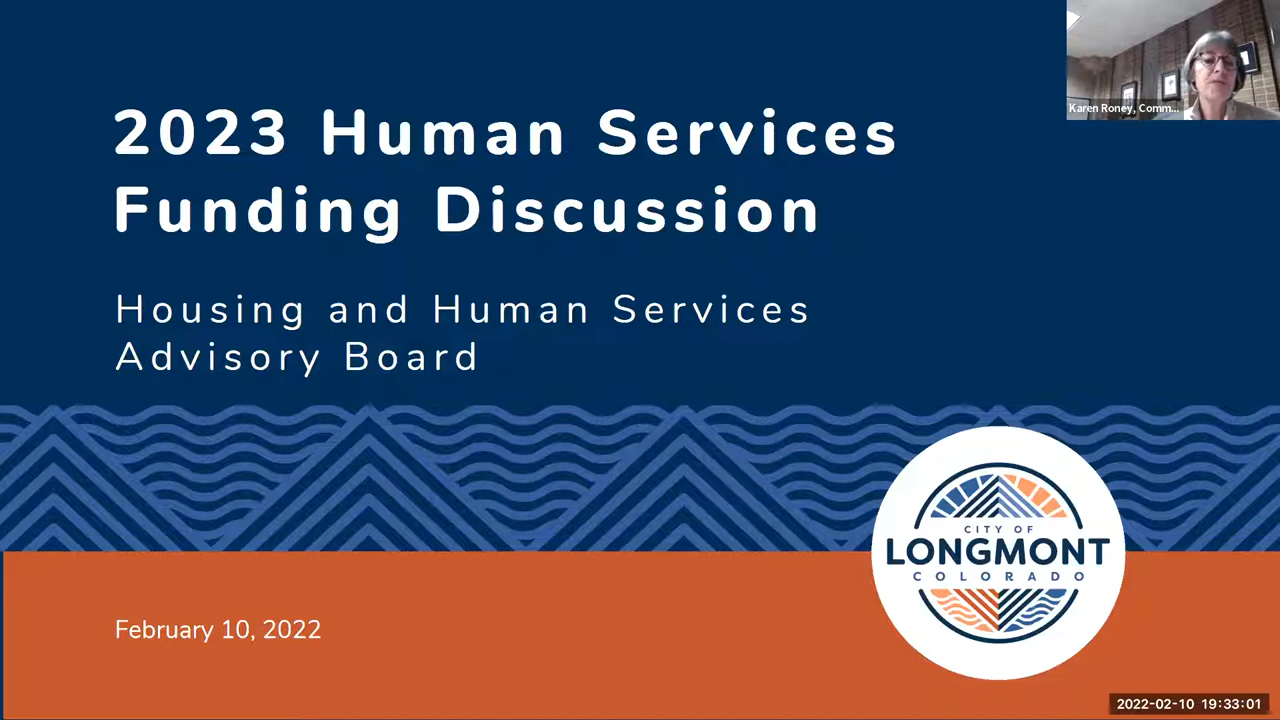 Karen Roney, Comm...
2023 Human Services
Funding Discussion
Housing and Human Services
Advisory Board
CITY OF
LONGMONT
COLORADO
February 10, 2022
2022-02-10 19:33:01